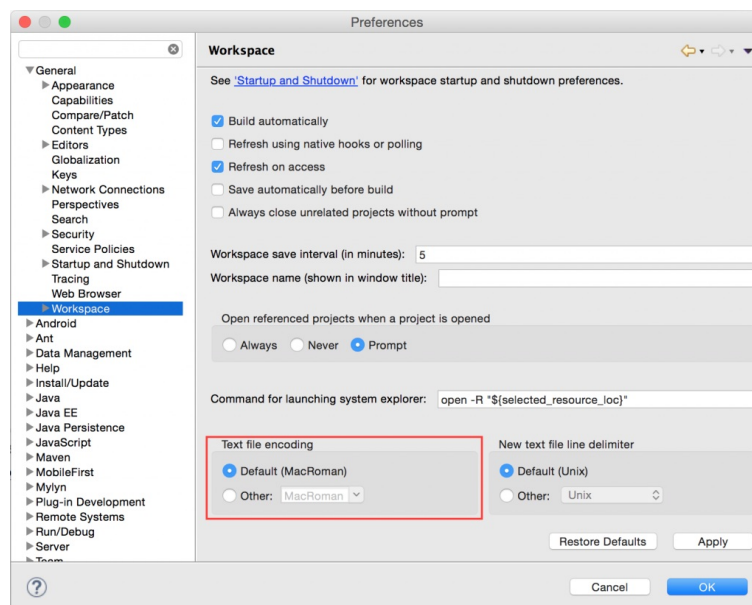 Preferences
Workspace
See 'Startup and Shutdown' for workspace startup and shutdown preferences.
General
Appearance
Capabilities
Compare/Patch
Content Types
Editors
Globalization
Keys
Network Connections
Perspectives
Search
Security
Service Policies
Startup and Shutdown
Tracing
Web Browser
Workspace
Android
Ant
Data Management
Help
Install/Update
Java
Java EE
Java Persistence
JavaScript
Maven
MobileFirst
Mylyn
Plug-in Development
Remote Systems
Run/Debug
Server
Team
Build automatically
Refresh using native hooks or polling
Refresh on access
Save automatically before build
Always close unrelated projects without prompt
Workspace save interval (in minutes): 5
Workspace name (shown in window title):
Open referenced projects when a project is opened
Always Never Prompt
Command for launching system explorer: open -R "${selected_resource_loc}"
Text file encoding
Default (MacRoman)
Other: MacRoman
New text file line delimiter
Default (Unix)
Other: Unix
Restore Defaults Apply
? Cancel OK